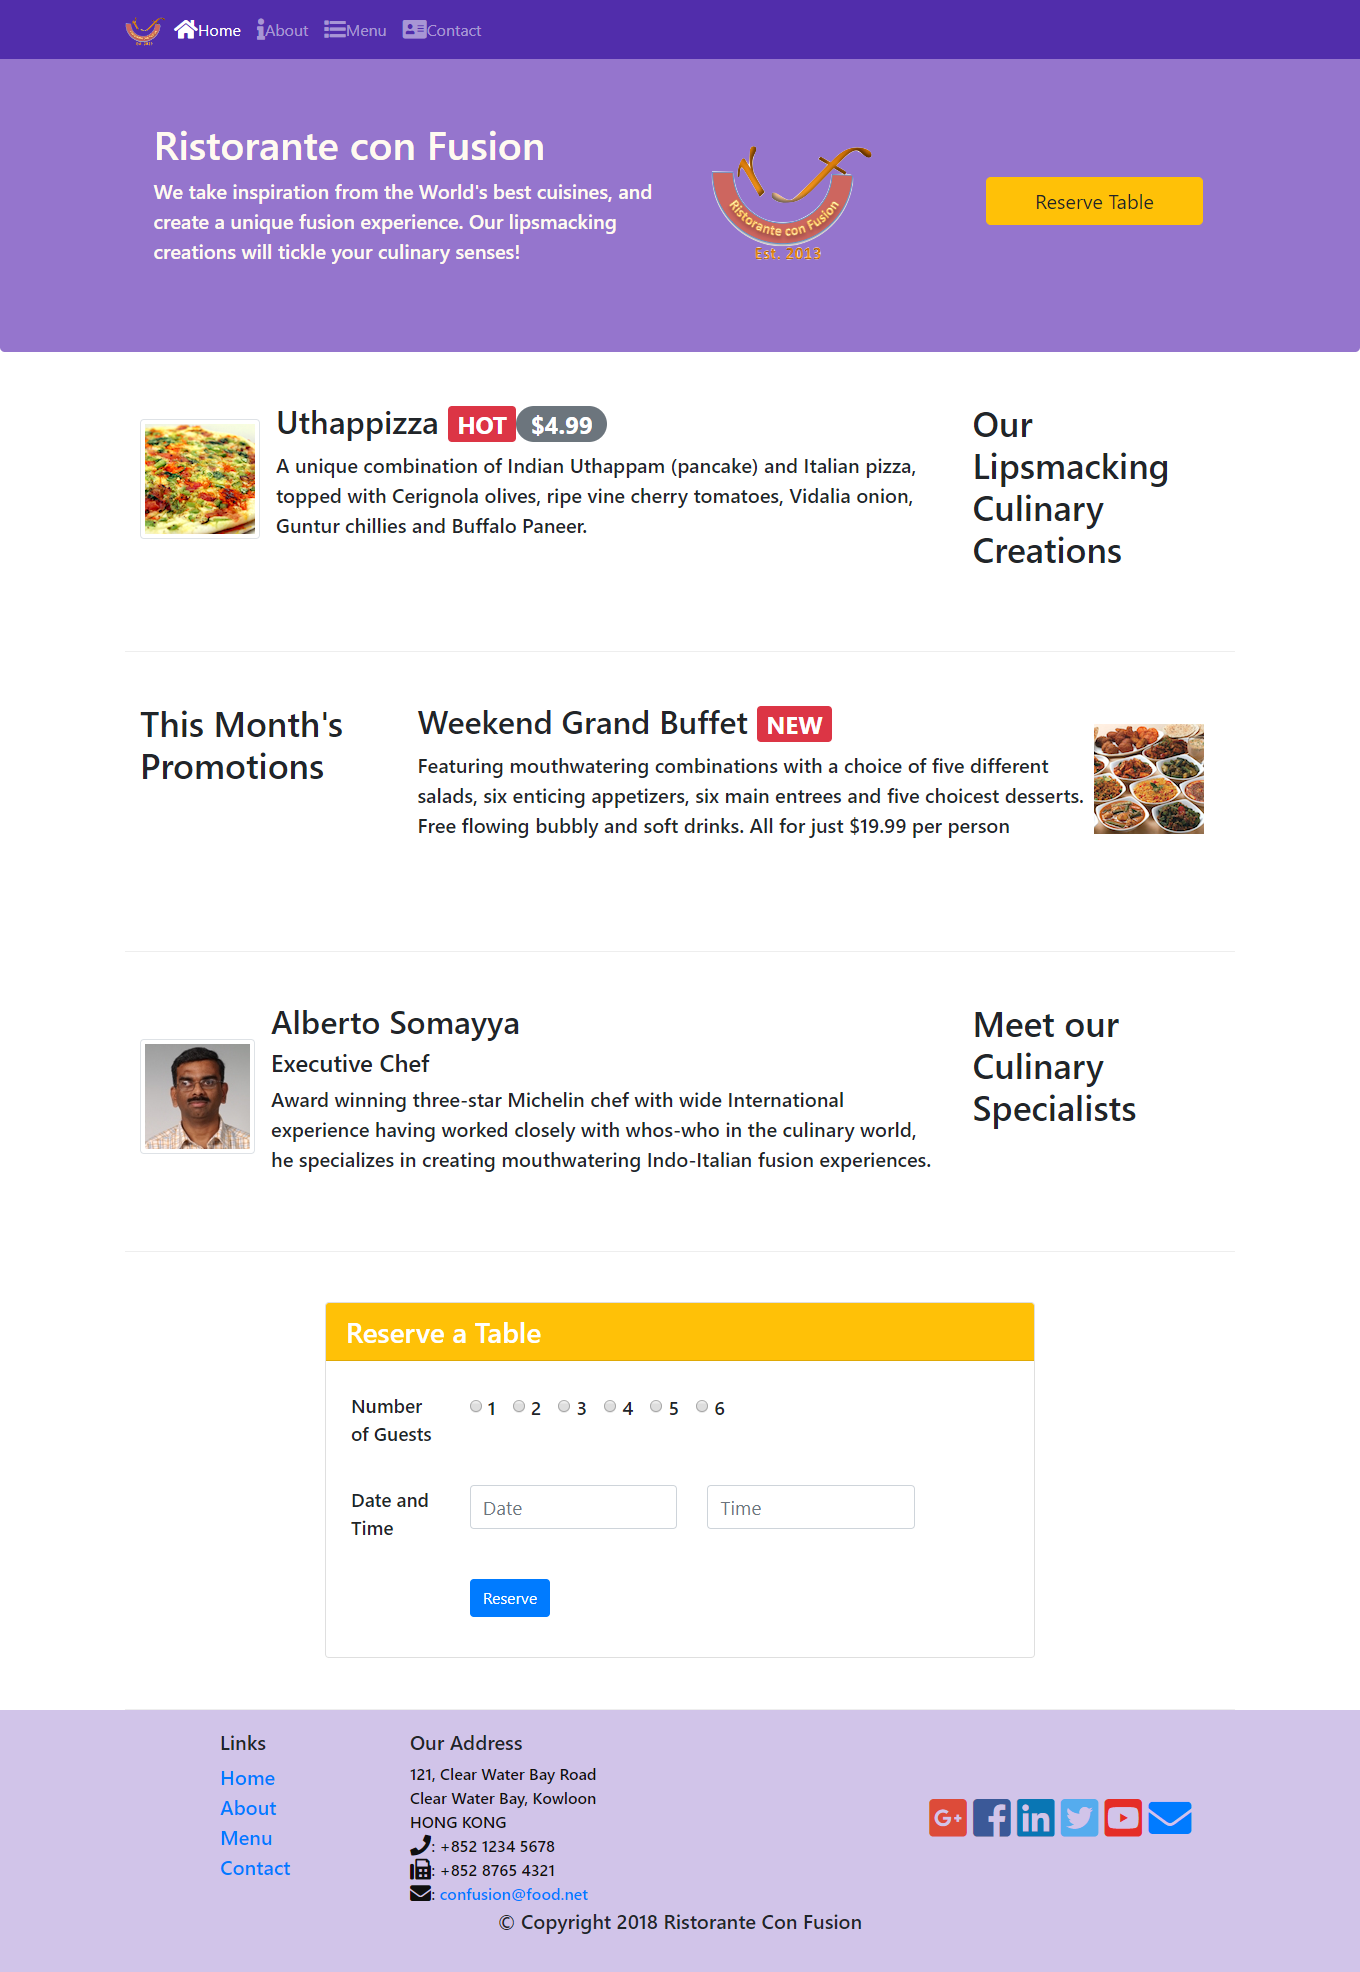 Home About Menu Contact
Ristorante con Fusion
We take inspiration from the World's best cuisines, and
create a unique fusion experience. Our lipsmacking
creations will tickle your culinary senses!
Ristorante con Fusion
Est. 2013
Reserve Table
Uthappizza HOT $4.99
A unique combination of Indian Uthappam (pancake) and Italian pizza,
topped with Cerignola olives, ripe vine cherry tomatoes, Vidalia onion,
Guntur chillies and Buffalo Paneer.
Our
Lipsmacking
Culinary
Creations
This Month's
Promotions
Weekend Grand Buffet NEW
Featuring mouthwatering combinations with a choice of five different
salads, six enticing appetizers, six main entrees and five choicest desserts.
Free flowing bubbly and soft drinks. All for just $19.99 per person
Alberto Somayya
Executive Chef
Award winning three-star Michelin chef with wide International
experience having worked closely with whos-who in the culinary world,
he specializes in creating mouthwatering Indo-Italian fusion experiences.
Meet our
Culinary
Specialists
Reserve a Table
Number
of Guests
1 2 3 4 5 6
Date and
Time
Date
Time
Reserve
Links
Home
About
Menu
Contact
Our Address
121, Clear Water Bay Road
Clear Water Bay, Kowloon
HONG KONG
: +852 1234 5678
: +852 8765 4321
: confusion@food.net
© Copyright 2018 Ristorante Con Fusion